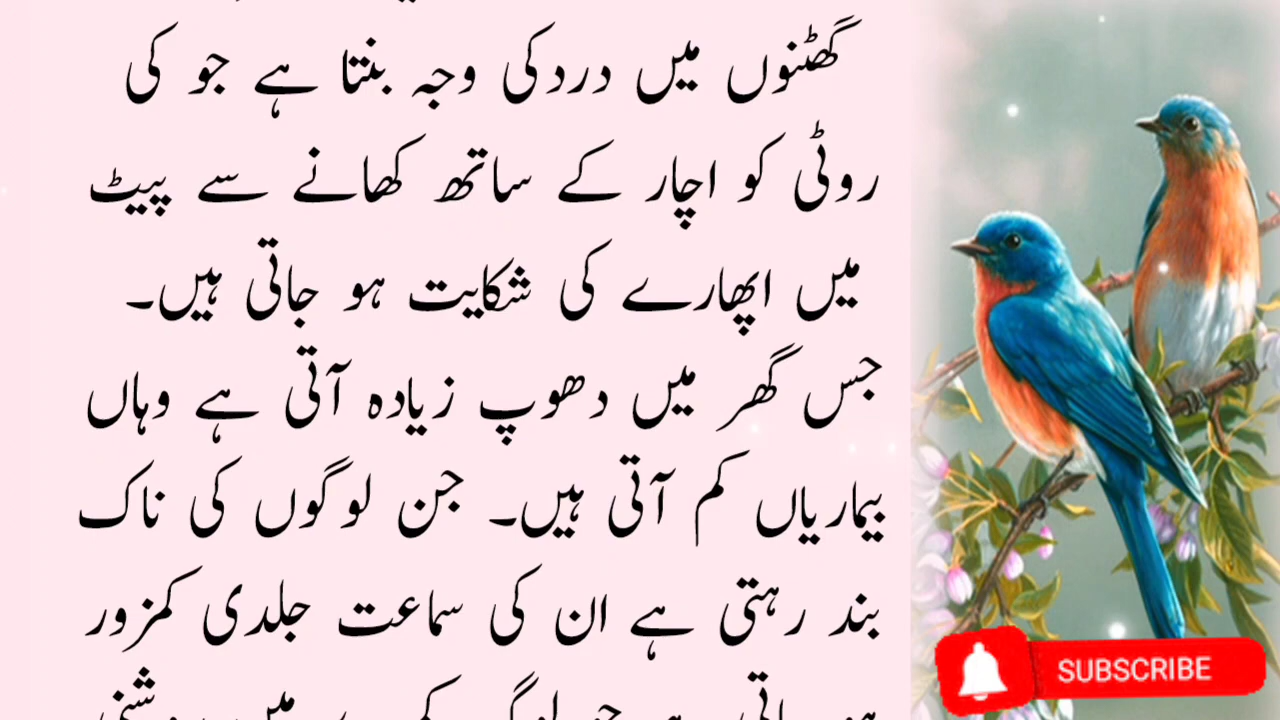 گھٹنوں میں درد کی وجہ بنتا ہے جو کی
روٹی کو اچار کے ساتھ کھانے سے پیٹ
میں اپھارے کی شکایت ہو جاتی ہیں۔
جس گھر میں دھوپ زیادہ آتی ہے وہاں
بیماریاں کم آتی ہیں۔ جن لوگوں کی ناک
بند رہتی ہے ان کی سماعت جلدی کمزور
SUBSCRIBE